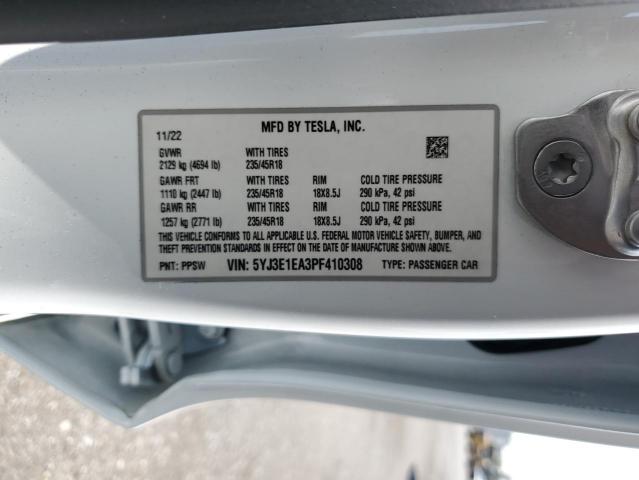 11/22 MFD BY TESLA, INC.
GVWR WITH TIRES
2129 kg (4694 lb) 235/45R18
GAWR FRT WITH TIRES RIM COLD TIRE PRESSURE
1110 kg (2447 lb) 235/45R18 18X8.5J 290 kPa, 42 psi
GAWR RR WITH TIRES RIM COLD TIRE PRESSURE
1257 kg (2771 lb) 235/45R18 18X8.5J 290 kPa, 42 psi
THIS VEHICLE CONFORMS TO ALL APPLICABLE U.S. FEDERAL MOTOR VEHICLE SAFETY, BUMPER, AND
THEFT PREVENTION STANDARDS IN EFFECT ON THE DATE OF MANUFACTURE SHOWN ABOVE.
PNT: PPSW VIN: 5YJ3E1EA3PF410308 TYPE: PASSENGER CAR